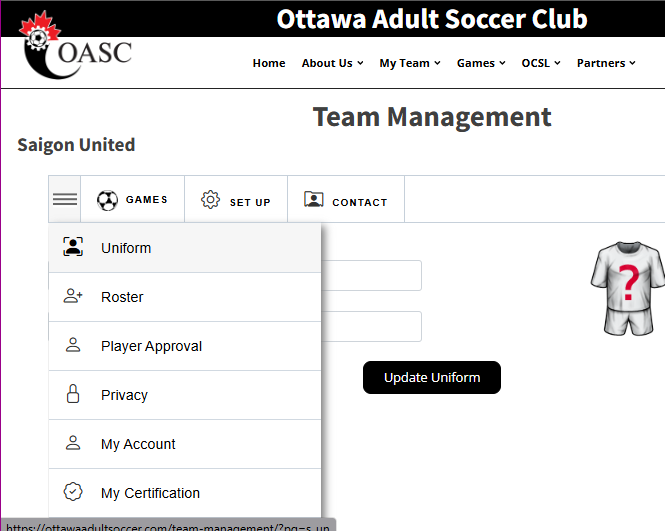 Ottawa Adult Soccer Club
OASC
Home About Us My Team Games OCSL Partners
Team Management
Saigon United
GAMES SET UP CONTACT
Uniform
?
Roster
Player Approval
Update Uniform
Privacy
My Account
My Certification
https://ottawaadultsoccer.com/team-management/?pg=s_un